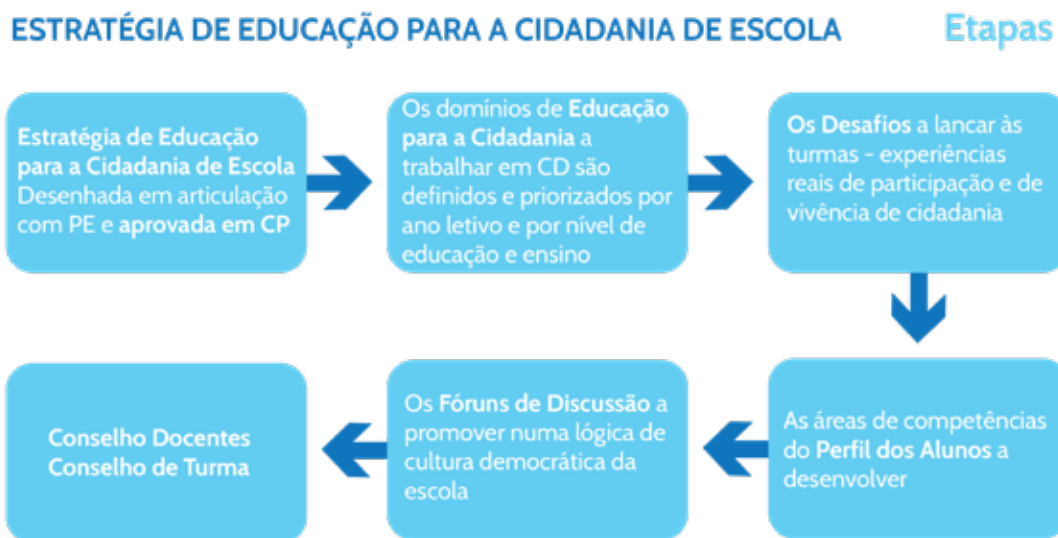 ESTRATÉGIA DE EDUCAÇÃO PARA A CIDADANIA DE ESCOLA
Etapas
Estratégia de Educação
para a Cidadania de Escola
Desenhada em articulação
com PE e aprovada em CP
Os domínios de Educação
para a Cidadania a
trabalhar em CD são
definidos e priorizados por
ano letivo e por nível de
educação e ensino
Os Desafios a lancar às
turmas - experiências
reais de participação e de
vivência de cidadania
As áreas de competências
do Perfil dos Alunos a
desenvolver
Os Fóruns de Discussão a
promover numa lógica de
cultura democrática da
escola
Conselho Docentes
Conselho de Turma